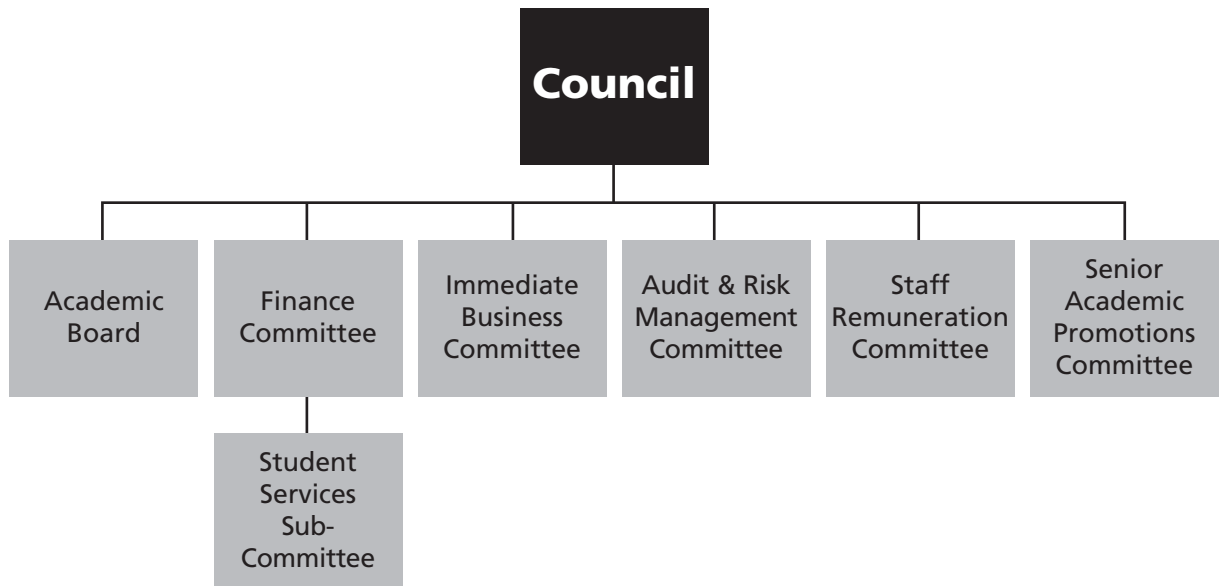 Council
Academic
Board
Finance
Committee
Immediate
Business
Committee
Audit & Risk
Management
Committee
Staff
Remuneration
Committee
Senior
Academic
Promotions
Committee
Student
Services
Sub-
Committee